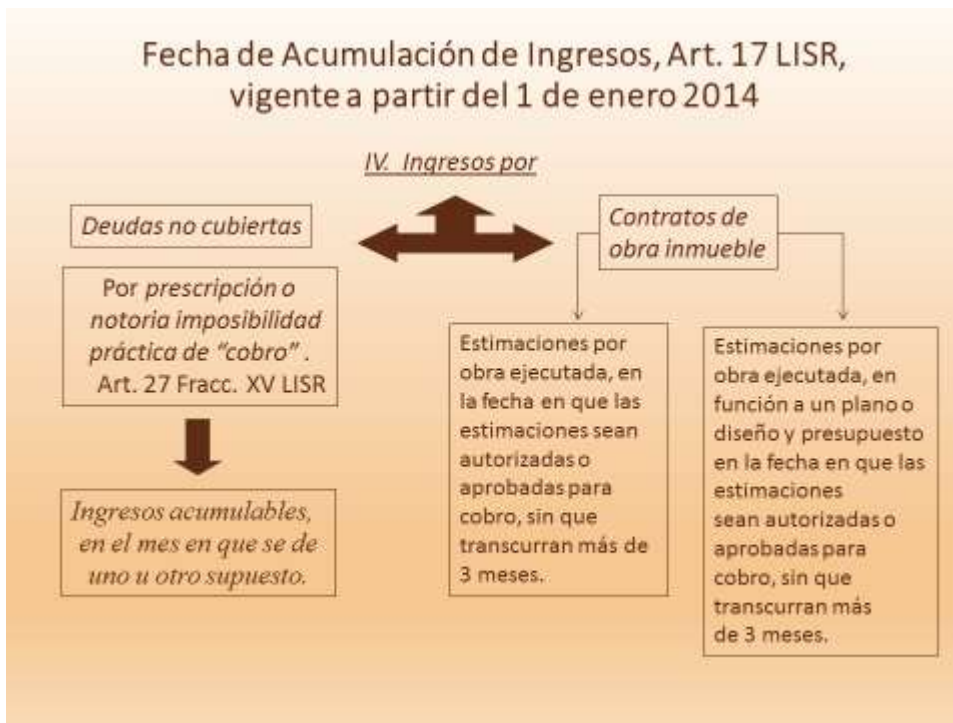 Fecha de Acumulación de Ingresos, Art. 17 LISR,
vigente a partir del 1 de enero 2014
IV. Ingresos por
Deudas no cubiertas
Por prescripción o
notoria imposibilidad
práctica de “cobro” .
Art. 27 Fracc. XV LISR
Ingresos acumulables,
en el mes en que se de
uno u otro supuesto.
Contratos de
obra inmueble
Estimaciones por
obra ejecutada, en
la fecha en que las
estimaciones sean
autorizadas o
aprobadas para
cobro, sin que
transcurran más de
3 meses.
Estimaciones por
obra ejecutada, en
función a un plano o
diseño y presupuesto
en la fecha en que las
estimaciones
sean autorizadas o
aprobadas para
cobro, sin que
transcurran más
de 3 meses.